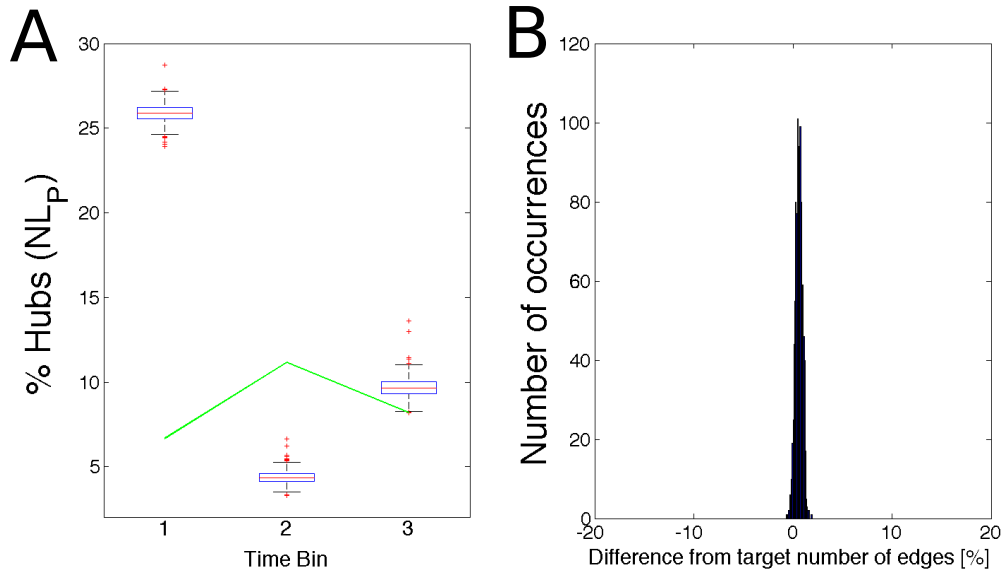 A
30
25
20
15
10
5
% Hubs (NLP)
1 2 3
Time Bin
B
120
100
80
60
40
20
0
Number of occurrences
-20 -10 0 10 20
Difference from target number of edges [%]